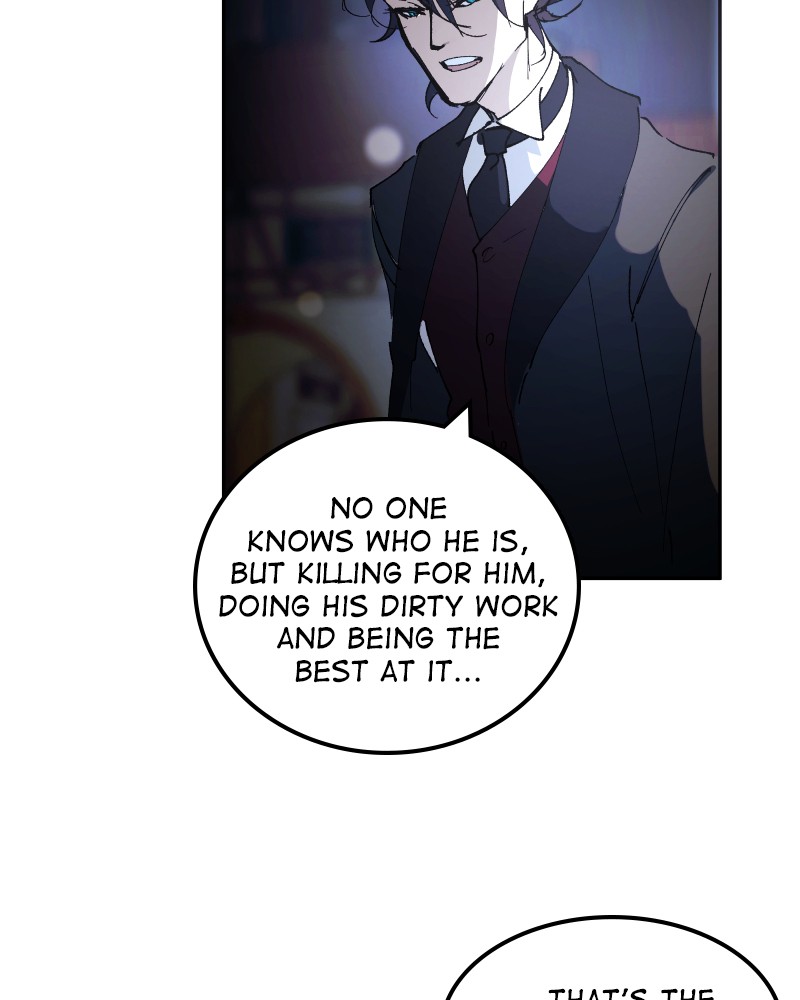 NO ONE
KNOWS WHO HE IS,
BUT KILLING FOR HIM,
DOING HIS DIRTY WORK
AND BEING THE
BEST AT IT...
THAT'S THE